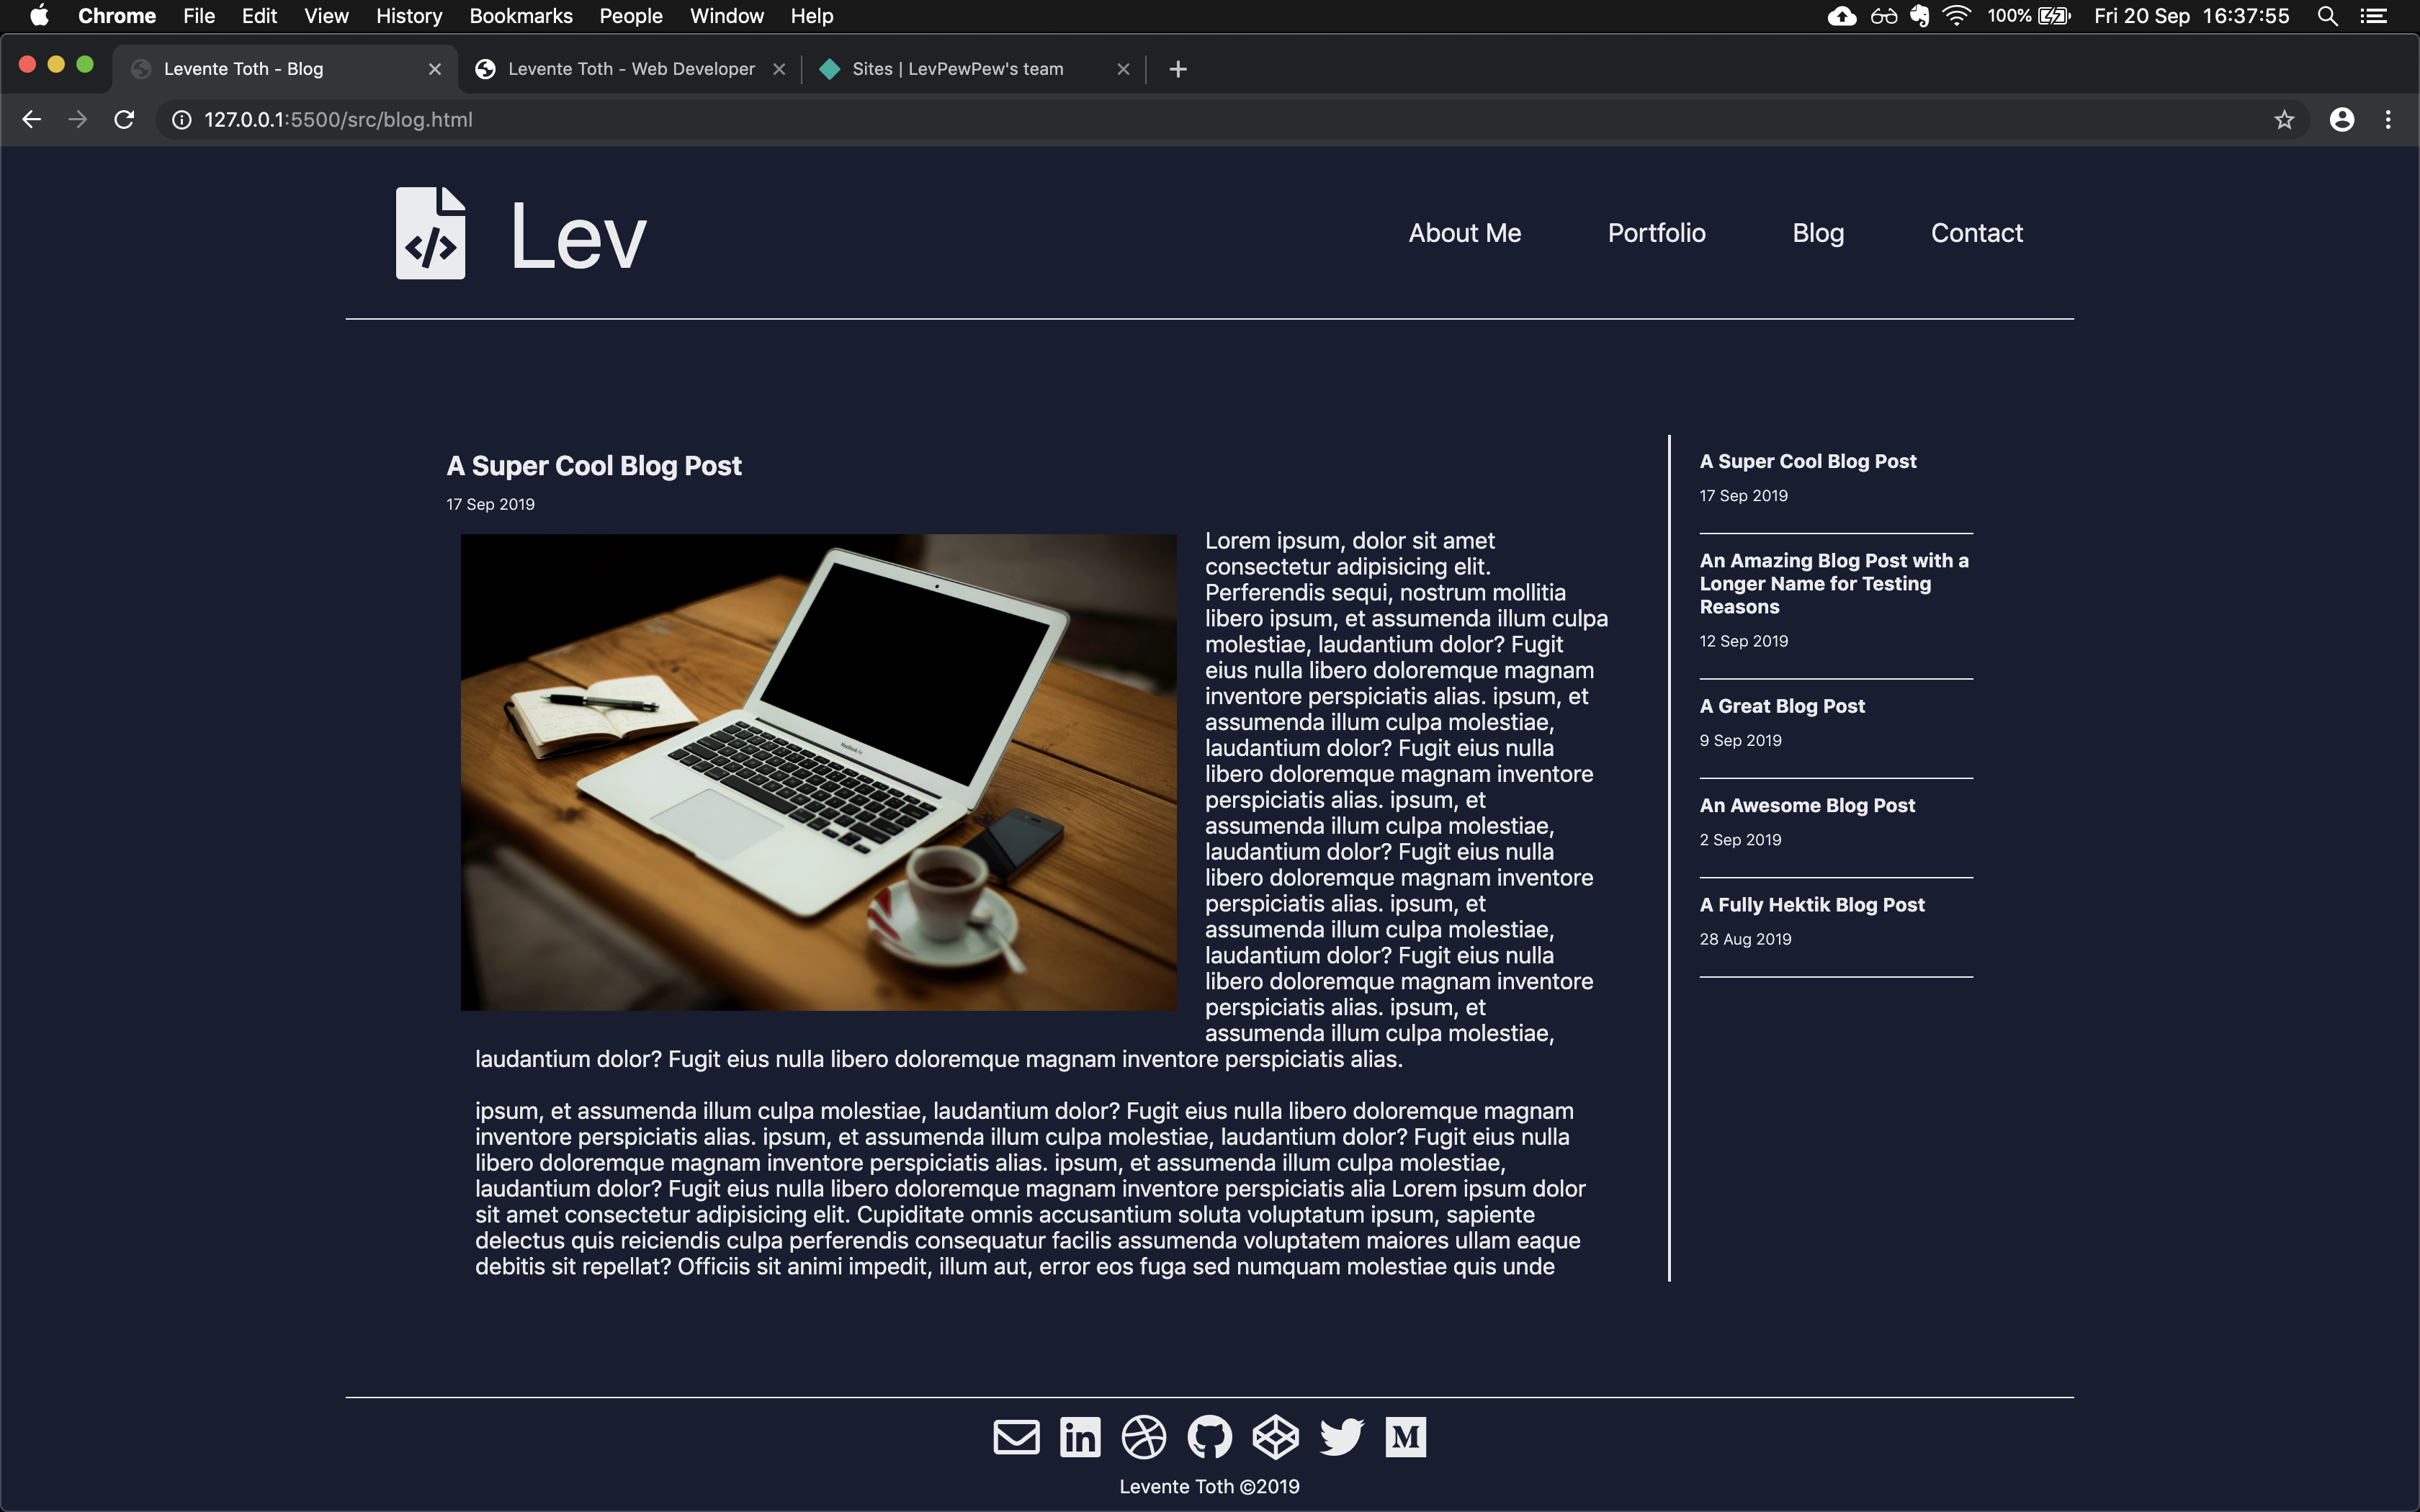 Chrome File Edit View History Bookmarks People Window Help 100% Fri 20 Sep 16:37:55
Levente Toth - Blog Levente Toth - Web Developer Sites | LevPewPew's team
127.0.0.1:5500/src/blog.html
Lev
About Me Portfolio Blog Contact
A Super Cool Blog Post
17 Sep 2019
Lorem ipsum, dolor sit amet
consectetur adipisicing elit.
Perferendis sequi, nostrum mollitia
libero ipsum, et assumenda illum culpa
molestiae, laudantium dolor? Fugit
eius nulla libero doloremque magnam
inventore perspiciatis alias. ipsum, et
assumenda illum culpa molestiae,
laudantium dolor? Fugit eius nulla
libero doloremque magnam inventore
perspiciatis alias. ipsum, et
assumenda illum culpa molestiae,
laudantium dolor? Fugit eius nulla
libero doloremque magnam inventore
perspiciatis alias. ipsum, et
assumenda illum culpa molestiae,
laudantium dolor? Fugit eius nulla
libero doloremque magnam inventore
perspiciatis alias. ipsum, et
assumenda illum culpa molestiae,
laudantium dolor? Fugit eius nulla libero doloremque magnam inventore perspiciatis alias.
ipsum, et assumenda illum culpa molestiae, laudantium dolor? Fugit eius nulla libero doloremque magnam
inventore perspiciatis alias. ipsum, et assumenda illum culpa molestiae, laudantium dolor? Fugit eius nulla
libero doloremque magnam inventore perspiciatis alias. ipsum, et assumenda illum culpa molestiae,
laudantium dolor? Fugit eius nulla libero doloremque magnam inventore perspiciatis alia Lorem ipsum dolor
sit amet consectetur adipisicing elit. Cupiditate omnis accusantium soluta voluptatum ipsum, sapiente
delectus quis reiciendis culpa perferendis consequatur facilis assumenda voluptatem maiores ullam eaque
debitis sit repellat? Officiis sit animi impedit, illum aut, error eos fuga sed numquam molestiae quis unde
A Super Cool Blog Post
17 Sep 2019
An Amazing Blog Post with a
Longer Name for Testing
Reasons
12 Sep 2019
A Great Blog Post
9 Sep 2019
An Awesome Blog Post
2 Sep 2019
A Fully Hektik Blog Post
28 Aug 2019
in M
Levente Toth ©2019